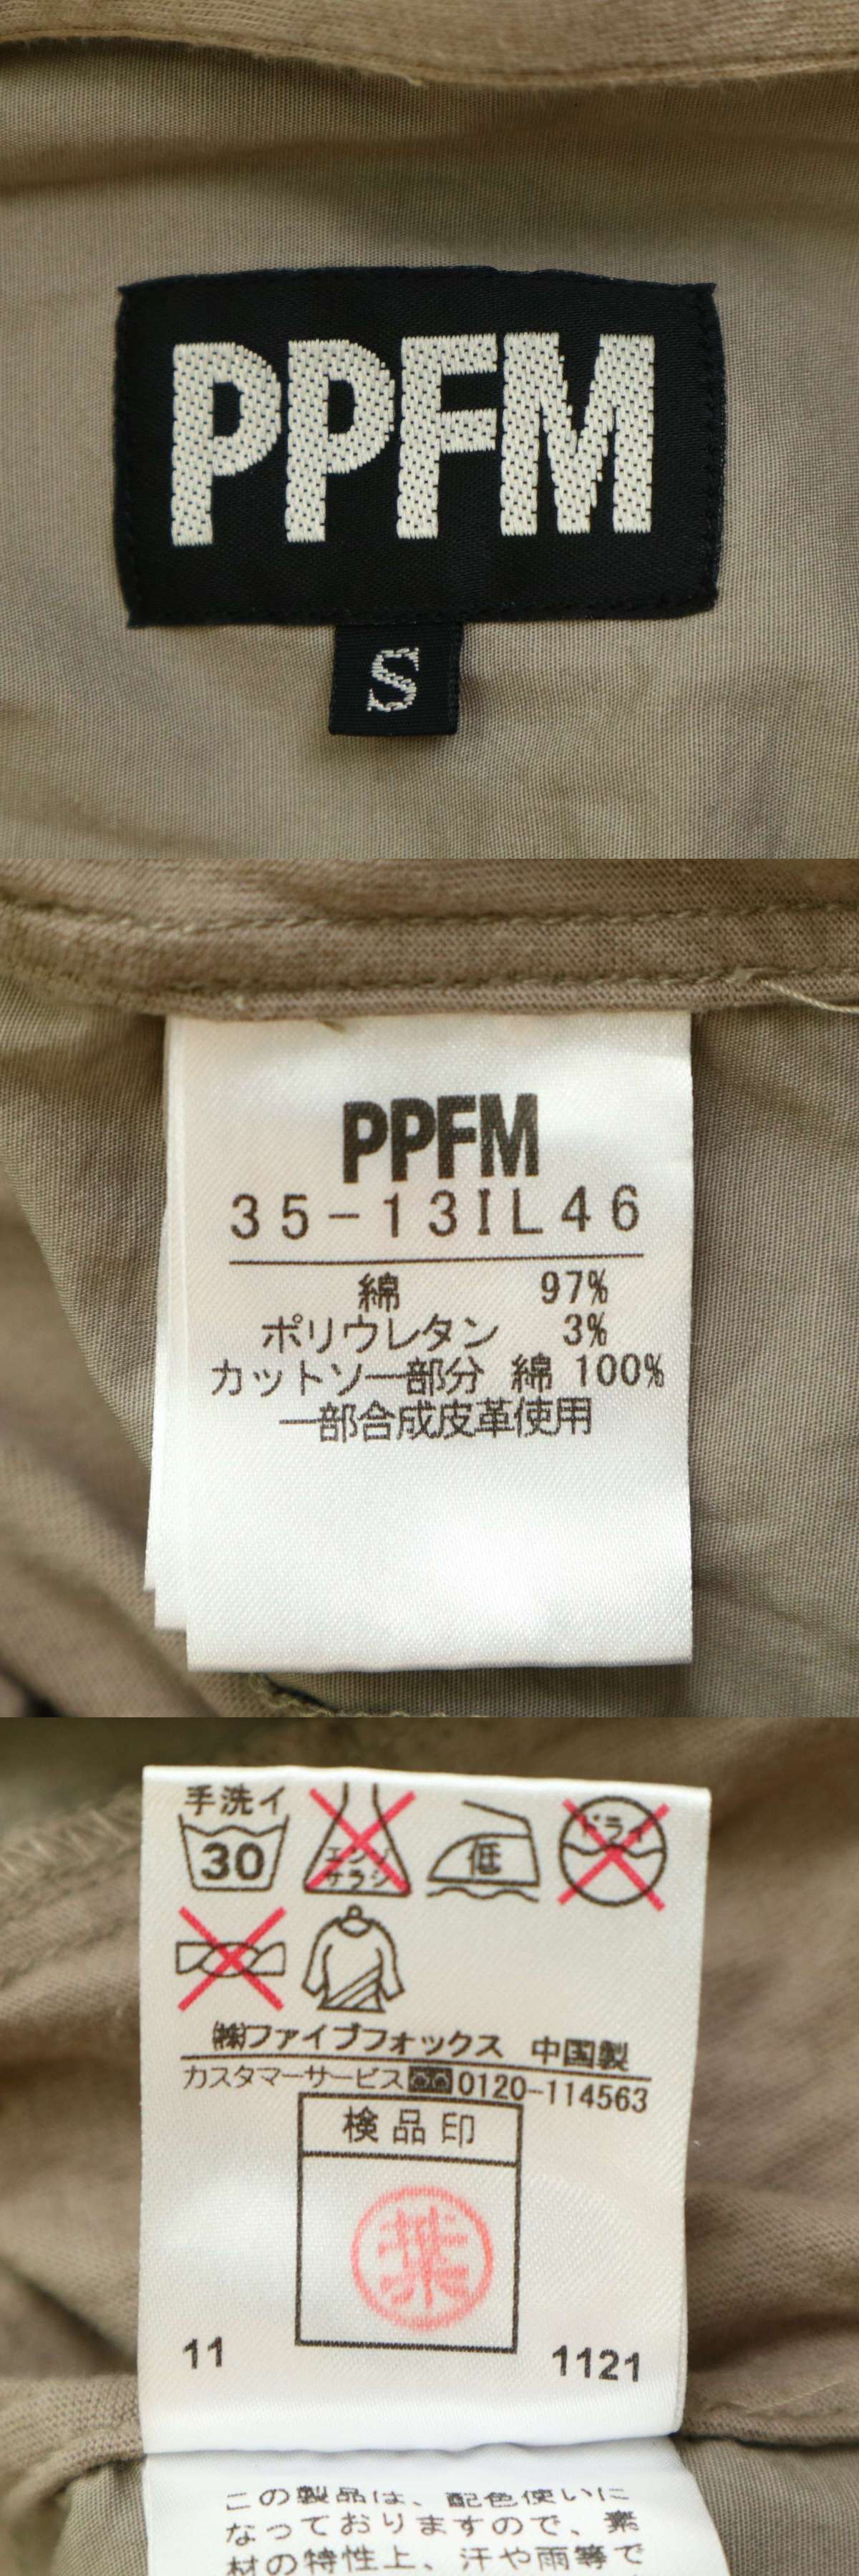 PPFM
S
PPFM
35-13IL46
綿 97%
ポリウレタン 3%
カットソー部分 綿 100%
一部合成皮革使用
手洗イ
30
エンソ
サラシ
低
ドライ
㈱ファイブフォックス 中国製
カスタマーサービス 0120-114563
検品印
葉
11 1121
この製品は、配色使いに
なっておりますので、素
材の特性上、汗や雨等で